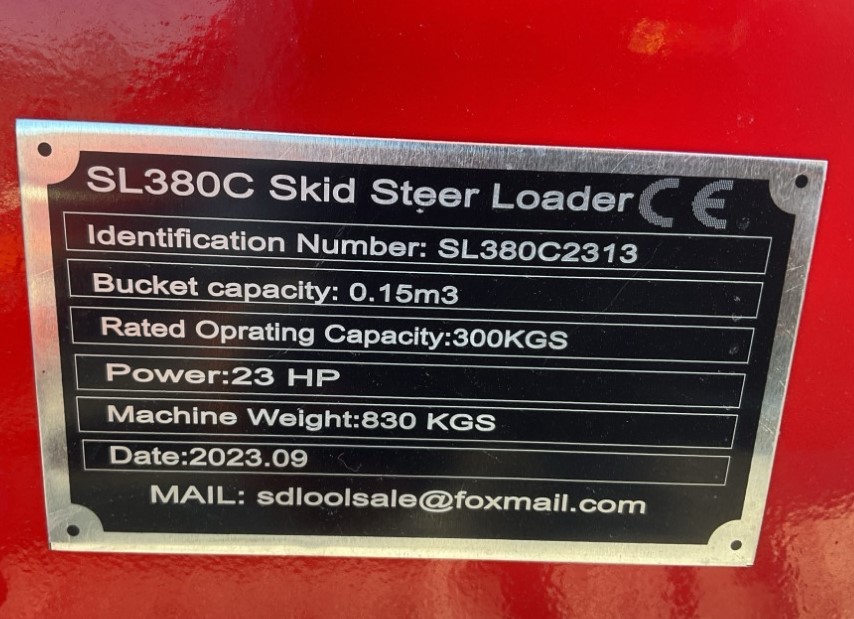 SL380C Skid Steer Loader CE
Identification Number: SL380C2313
Bucket capacity: 0.15m3
Rated Oprating Capacity:300KGS
Power:23 HP
Machine Weight:830 KGS
Date:2023.09
MAIL: sdloolsale@foxmail.com